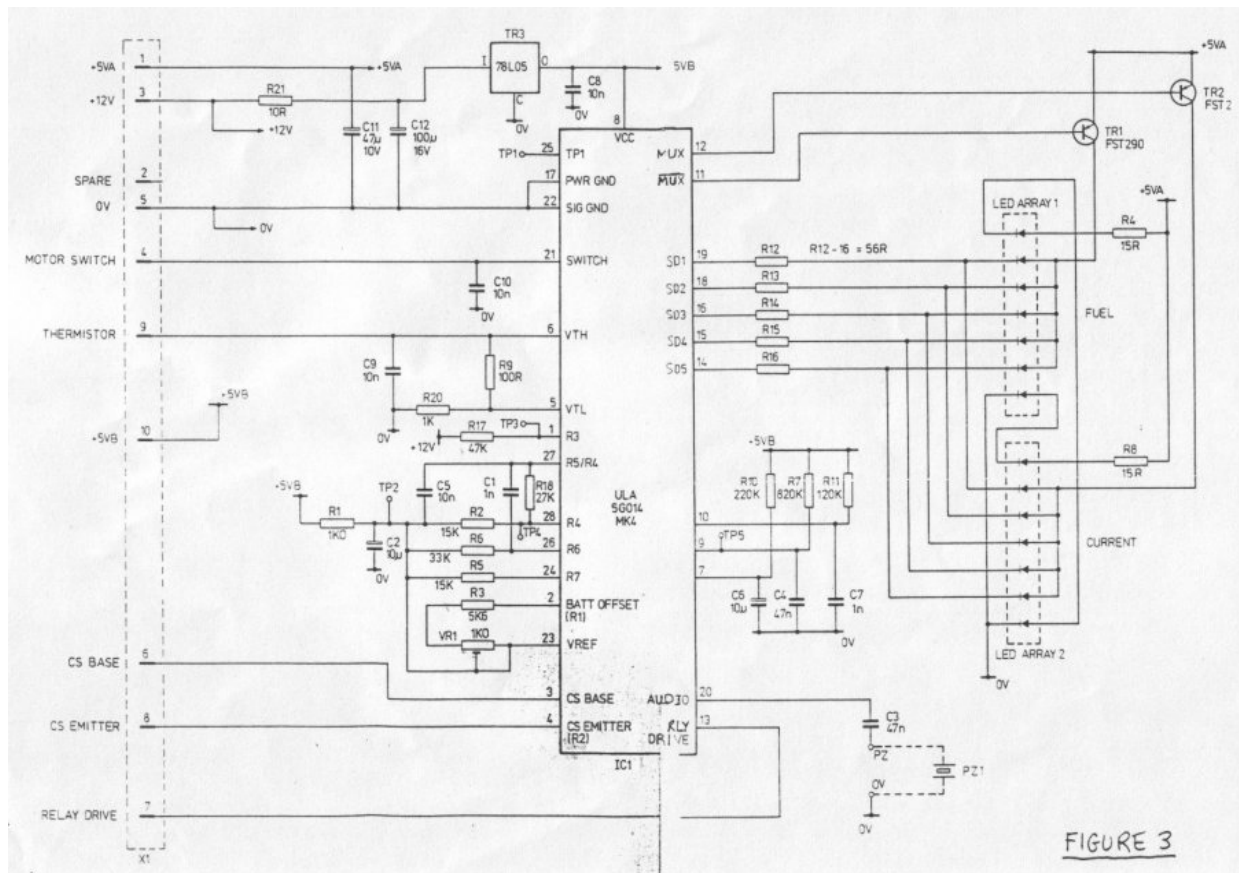 TR3
+5VA
1
+5VA
I
78L05
O
5VB
+5VA
C8
10n
C
0V
0V
+12V
3
R21
10R
+12V
C11
47µ
10V
C12
100µ
16V
8
VCC
TR2
FST 2
TR1
FST290
TP1
25
TP1
MUX
12
SPARE
2
17
PWR GND
MUX
11
0V
5
22
SIG GND
0V
+5VA
LED ARRAY 1
R4
15R
MOTOR SWITCH
4
21
SWITCH
SD1
19
R12
R12 - 16 = 56R
C10
10n
0V
SD2
18
R13
SD3
16
R14
FUEL
THERMISTOR
9
6
VTH
SD4
15
R15
C9
10n
R9
100R
SD5
14
R16
+5VB
R20
1K
5
VTL
0V
TP3
+5VB
10
+12V
R17
47K
1
R3
-5VB
R8
15R
27
R5/R4
+5VB
TP2
C5
10n
C1
1n
R18
27K
ULA
SG014
MK4
R10
220K
R7
820K
R11
120K
R1
1K0
C2
10µ
0V
R2
15K
TP4
28
R4
10
R6
33K
26
R6
9
TP5
CURRENT
R5
15K
24
R7
7
R3
5K6
2
BATT OFFSET
(R1)
C6
10µ
C4
47n
C7
1n
0V
VR1
1K0
23
VREF
LED ARRAY 2
0V
CS BASE
3
CS BASE
AUDIO
20
CS EMITTER
4
CS EMITTER
(R2)
RLY
DRIVE
13
C3
47n
IC1
PZ
PZ1
0V
0V
RELAY DRIVE
7
X1
FIGURE 3